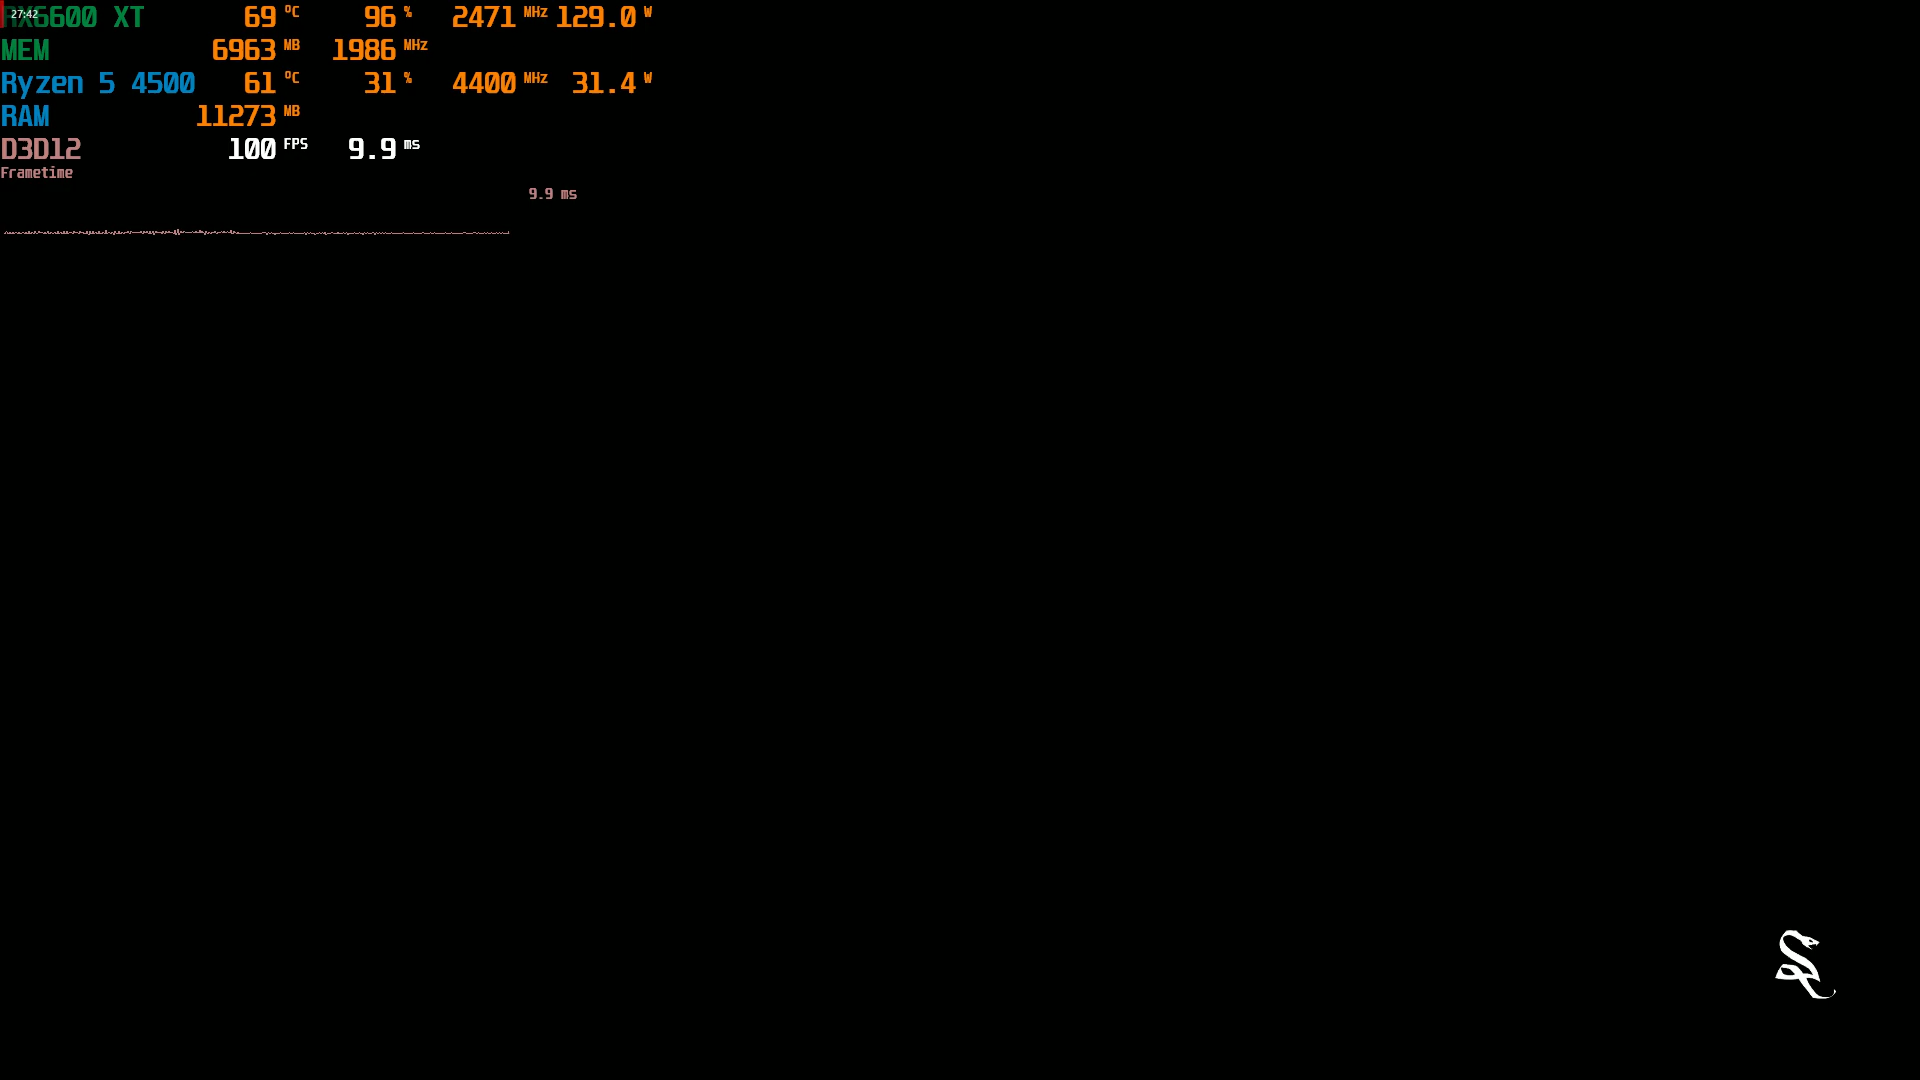 27:42
RX6600 XT 69 °C 96 % 2471 MHz 129.0 W
MEM 6963 MB 1986 MHz
Ryzen 5 4500 61 °C 31 % 4400 MHz 31.4 W
RAM 11273 MB
D3D12 100 FPS 9.9 ms
Frametime
9.9 ms